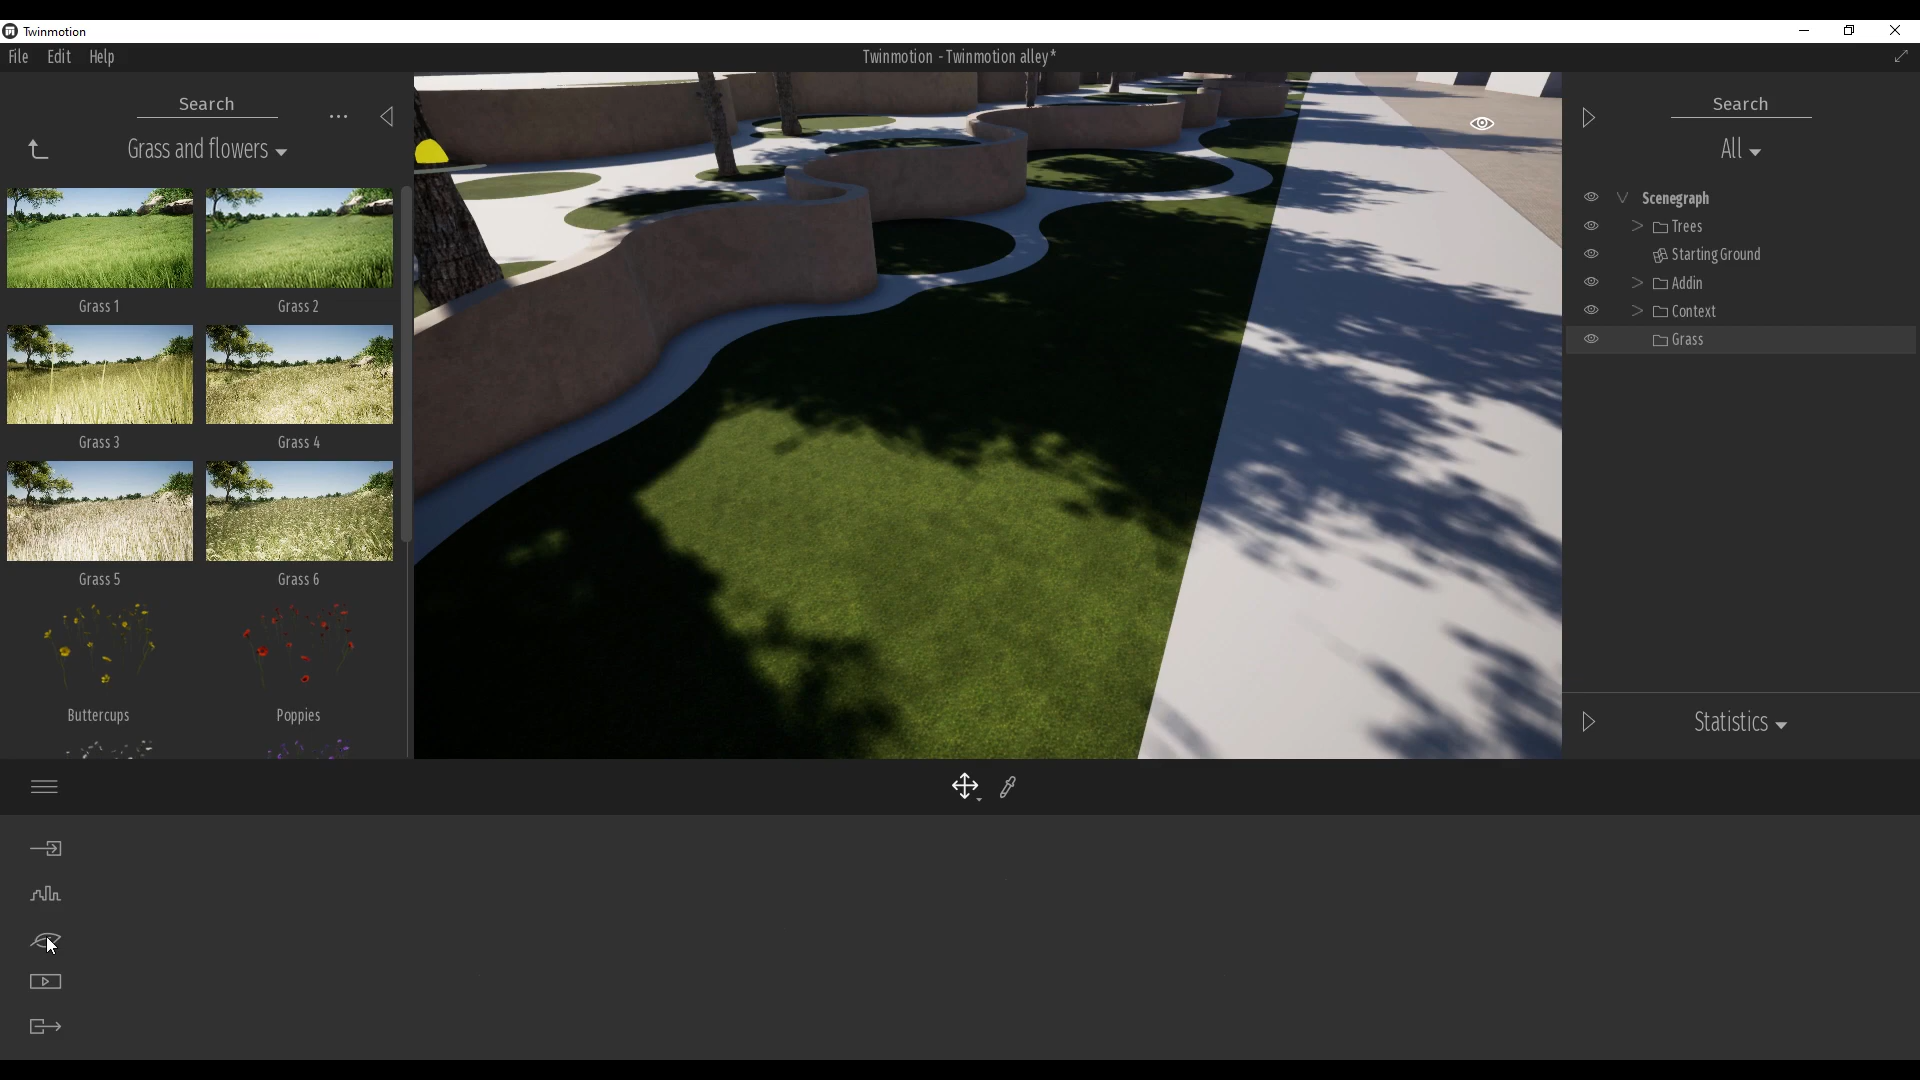 Twinmotion
File Edit Help
Twinmotion - Twinmotion alley*
Search
Grass and flowers
Grass 1
Grass 2
Grass 3
Grass 4
Grass 5
Grass 6
Buttercups
Poppies
Search
All
Scenegraph
Trees
Starting Ground
Addin
Context
Grass
Statistics